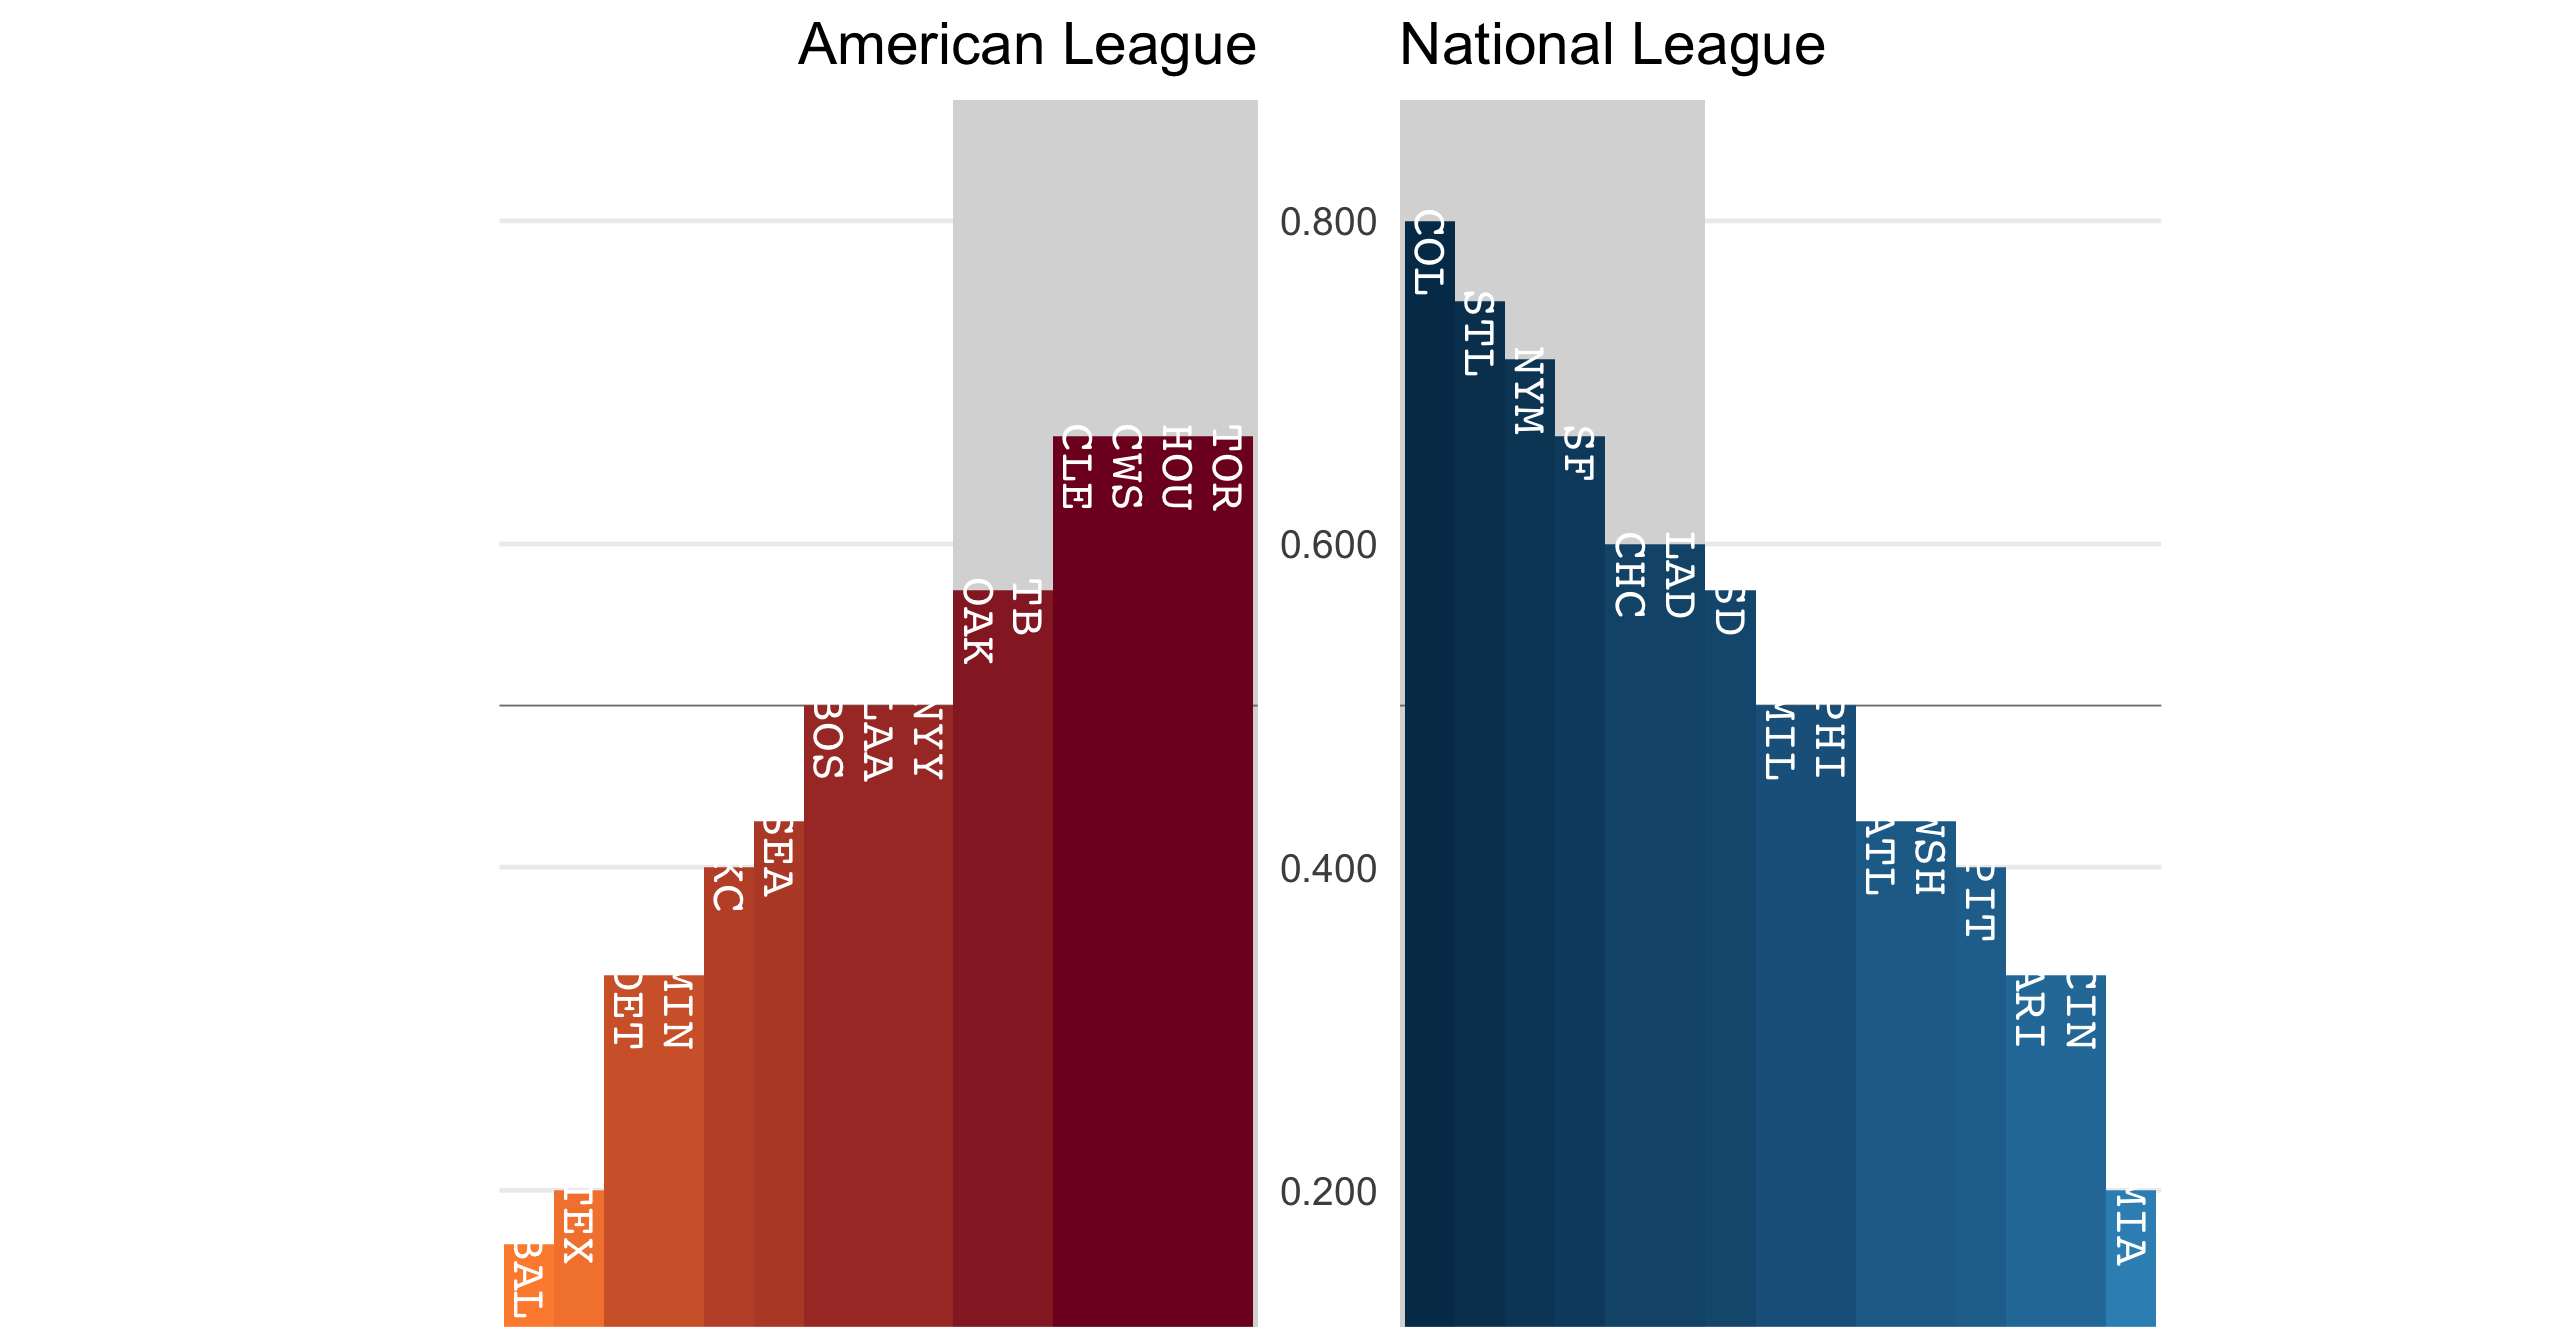 American League
National League
0.800
0.600
0.400
0.200
BAL
TEX
DET
MIN
KC
SEA
BOS
LAA
NYY
OAK
TB
CLE
CWS
HOU
TOR
COL
STL
NYM
SF
CHC
LAD
SD
MIL
PHI
ATL
WSH
PIT
ARI
CIN
MIA